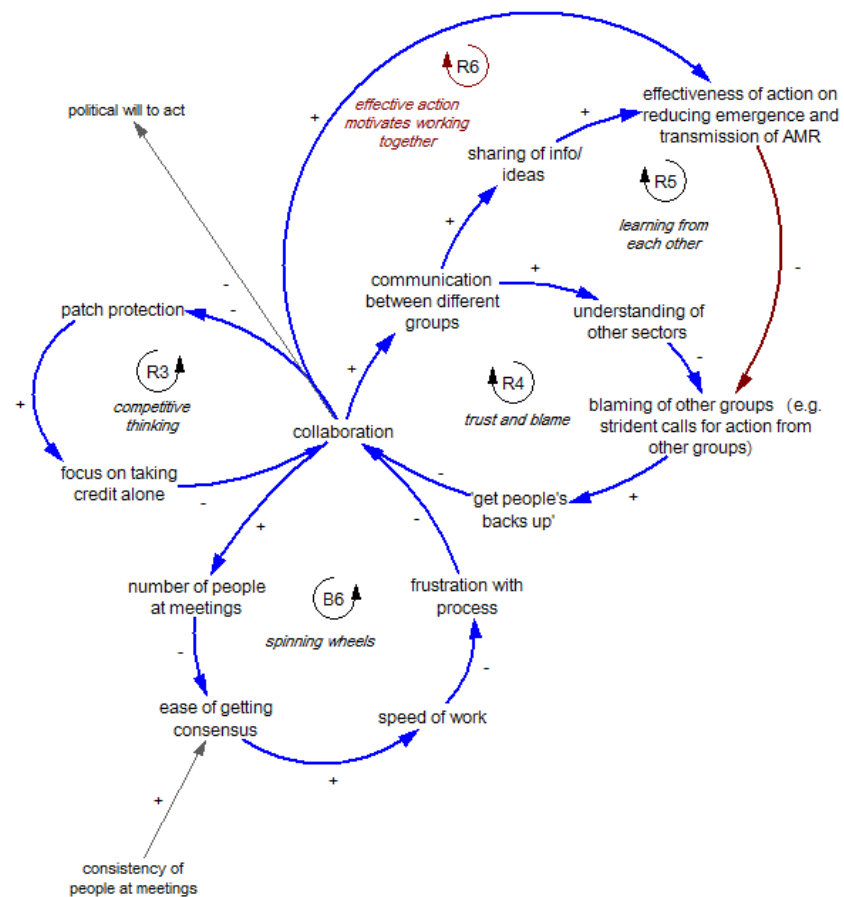 R6
+
effective action
motivates working
together
effectiveness of action on
reducing emergence and
transmission of AMR
political will to act
+
sharing of info/
ideas
R5
learning from
each other
+
-
communication
between different
groups
+
understanding of
other sectors
-
-
patch protection
R3
competitive
thinking
+
+
R4
trust and blame
-
blaming of other groups (e.g.
strident calls for action from
other groups)
collaboration
focus on taking
credit alone
-
-
+
'get people's
backs up'
+
-
number of people
at meetings
B6
spinning wheels
frustration with
process
-
-
ease of getting
consensus
speed of work
+
+
consistency of
people at meetings